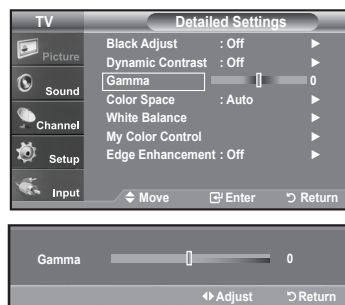 TV Detailed Settings
Picture
Sound
Channel
Setup
Input
Black Adjust : Off
Dynamic Contrast : Off
Gamma 0
Color Space : Auto
White Balance
My Color Control
Edge Enhancement : Off
Move Enter Return
Gamma 0
Adjust Return